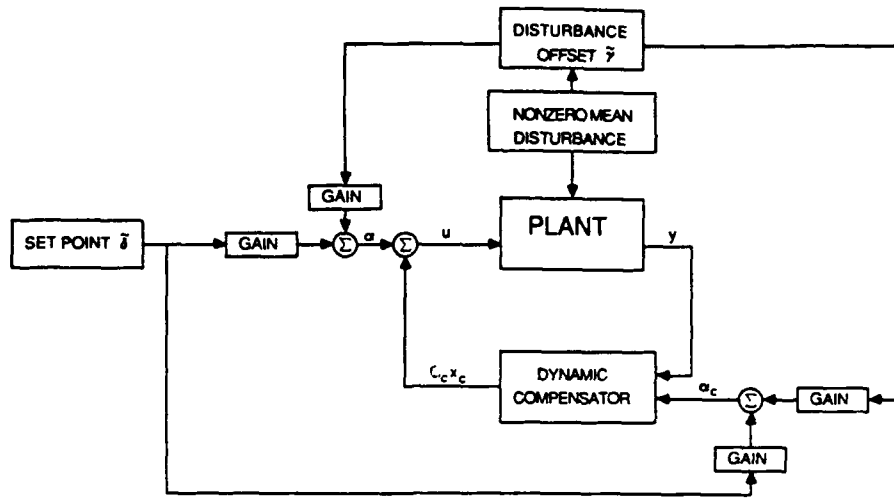 DISTURBANCE
OFFSET γ̃
NONZERO MEAN
DISTURBANCE
GAIN
SET POINT δ̃
GAIN
Σ
α
Σ
u
PLANT
y
C_c x_c
DYNAMIC
COMPENSATOR
α_c
Σ
GAIN
GAIN